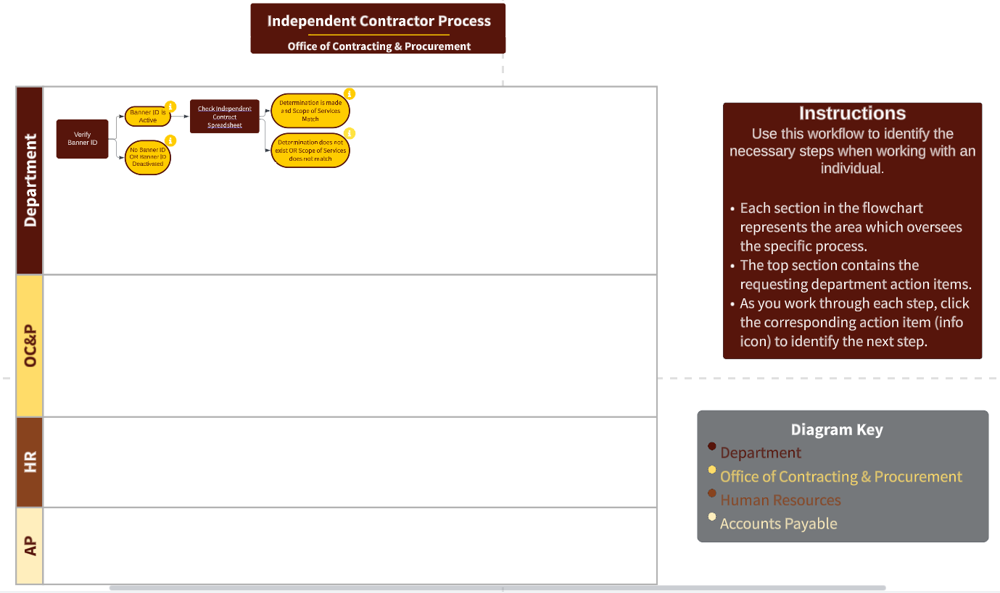 Independent Contractor Process
Office of Contracting & Procurement
Department
Verify
Banner ID
Banner ID is
Active
No Banner ID
OR Banner ID
Deactivated
Check Independent
Contract
Spreadsheet
Determination is made
and Scope of Services
Match
Determination does not
exist OR Scope of Services
does not match
OC&P
HR
AP
Instructions
Use this workflow to identify the
necessary steps when working with an
individual.
• Each section in the flowchart
represents the area which oversees
the specific process.
• The top section contains the
requesting department action items.
• As you work through each step, click
the corresponding action item (info
icon) to identify the next step.
Diagram Key
Department
Office of Contracting & Procurement
Human Resources
Accounts Payable